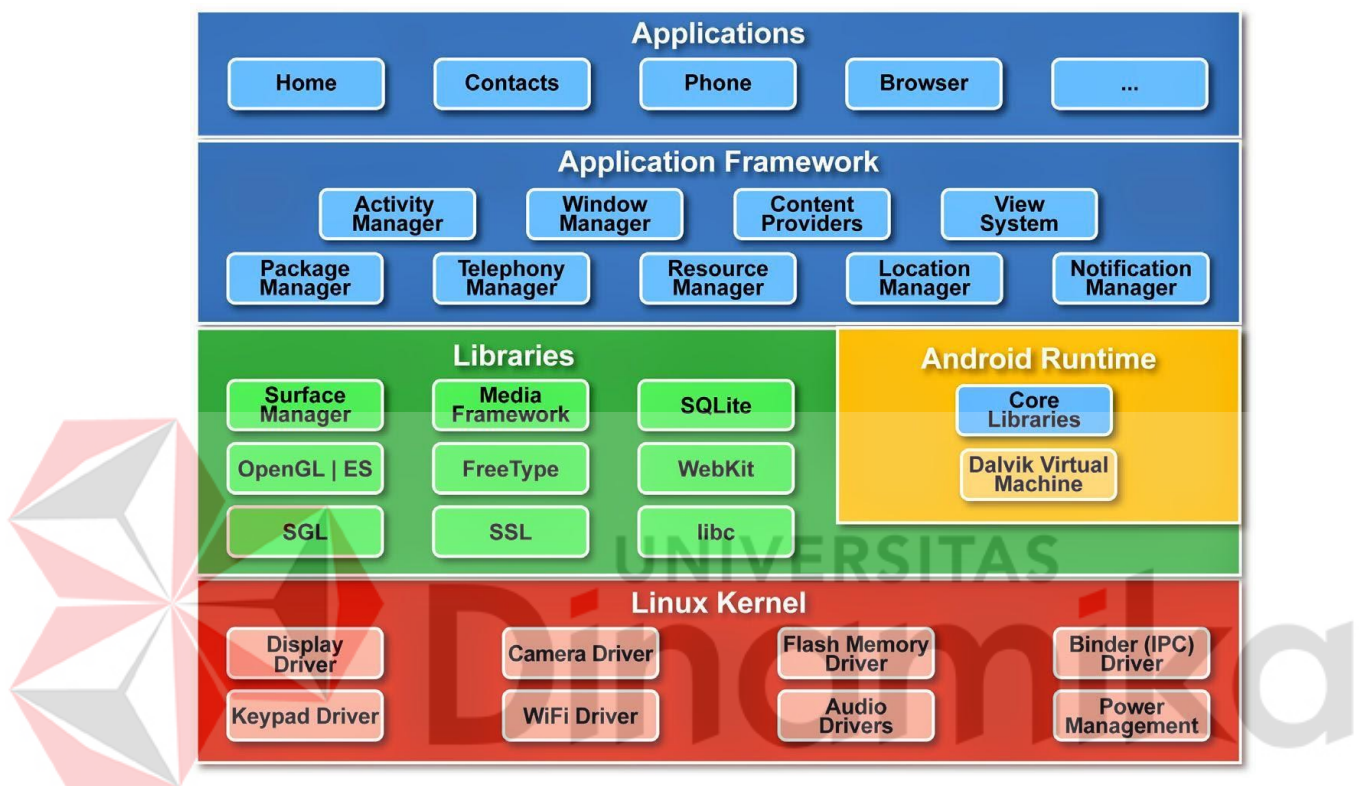 Applications
Home
Contacts
Phone
Browser
...
Application Framework
Activity
Manager
Window
Manager
Content
Providers
View
System
Package
Manager
Telephony
Manager
Resource
Manager
Location
Manager
Notification
Manager
Libraries
Surface
Manager
Media
Framework
SQLite
OpenGL | ES
FreeType
WebKit
SGL
SSL
libc
Android Runtime
Core
Libraries
Dalvik Virtual
Machine
UNIVERSITAS
Dinamika
Linux Kernel
Display
Driver
Camera Driver
Flash Memory
Driver
Binder (IPC)
Driver
Keypad Driver
WiFi Driver
Audio
Drivers
Power
Management